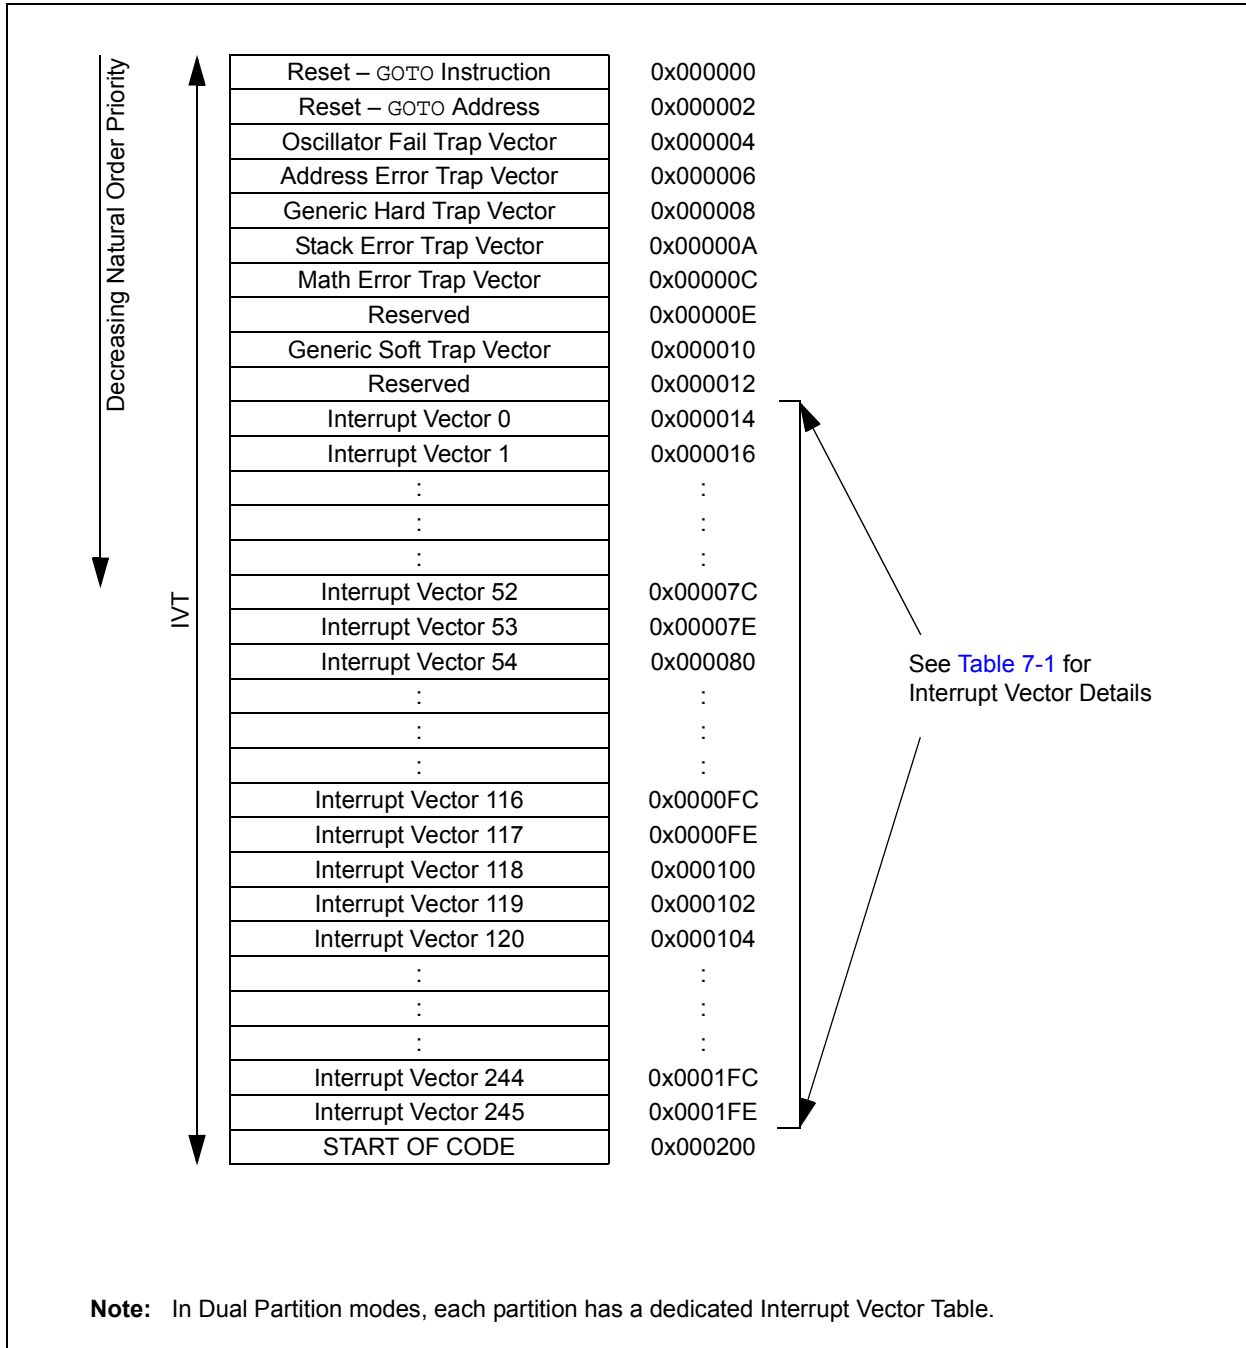 Decreasing Natural Order Priority
IVT
Reset – GOTO Instruction 0x000000
Reset – GOTO Address 0x000002
Oscillator Fail Trap Vector 0x000004
Address Error Trap Vector 0x000006
Generic Hard Trap Vector 0x000008
Stack Error Trap Vector 0x00000A
Math Error Trap Vector 0x00000C
Reserved 0x00000E
Generic Soft Trap Vector 0x000010
Reserved 0x000012
Interrupt Vector 0 0x000014
Interrupt Vector 1 0x000016
: :
: :
: :
Interrupt Vector 52 0x00007C
Interrupt Vector 53 0x00007E
Interrupt Vector 54 0x000080
: :
: :
: :
Interrupt Vector 116 0x0000FC
Interrupt Vector 117 0x0000FE
Interrupt Vector 118 0x000100
Interrupt Vector 119 0x000102
Interrupt Vector 120 0x000104
: :
: :
: :
Interrupt Vector 244 0x0001FC
Interrupt Vector 245 0x0001FE
START OF CODE 0x000200
See Table 7-1 for
Interrupt Vector Details
Note: In Dual Partition modes, each partition has a dedicated Interrupt Vector Table.